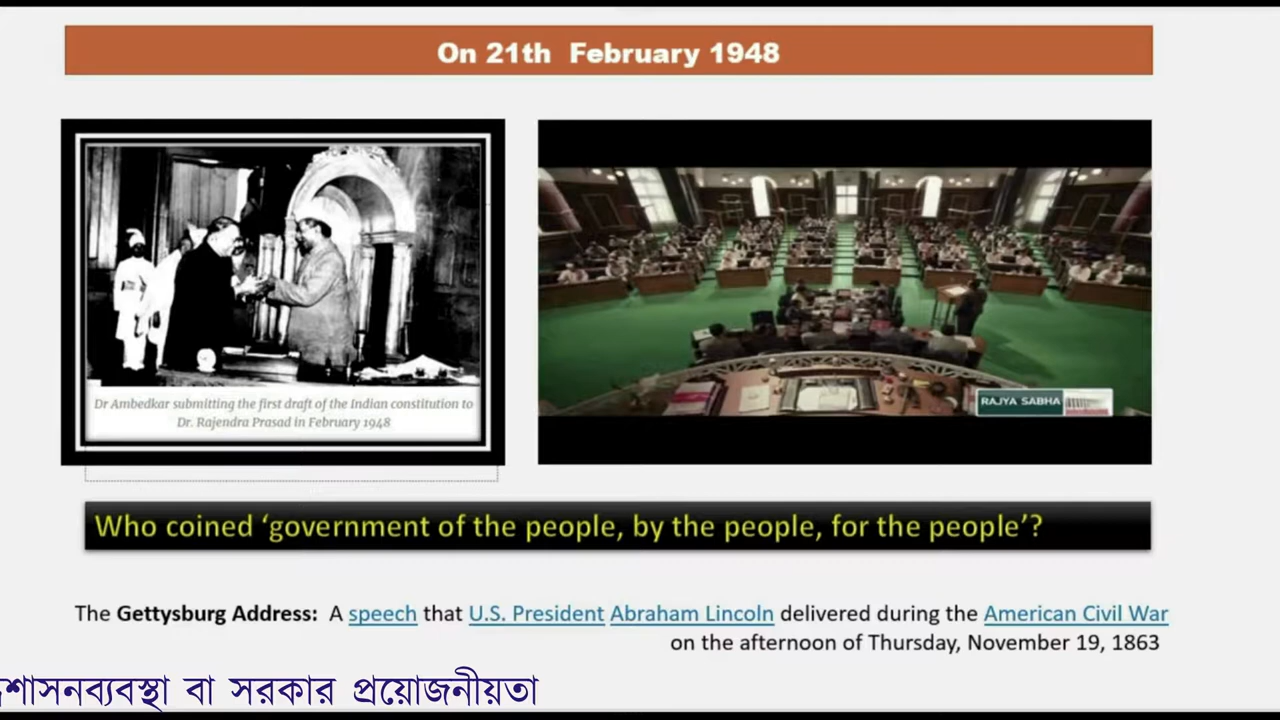 On 21th February 1948
Dr Ambedkar submitting the first draft of the Indian constitution to
Dr. Rajendra Prasad in February 1948
RAJYA SABHA
Who coined ‘government of the people, by the people, for the people’?
The Gettysburg Address: A speech that U.S. President Abraham Lincoln delivered during the American Civil War
on the afternoon of Thursday, November 19, 1863
বা সরকার প্রয়োজনীয়তা